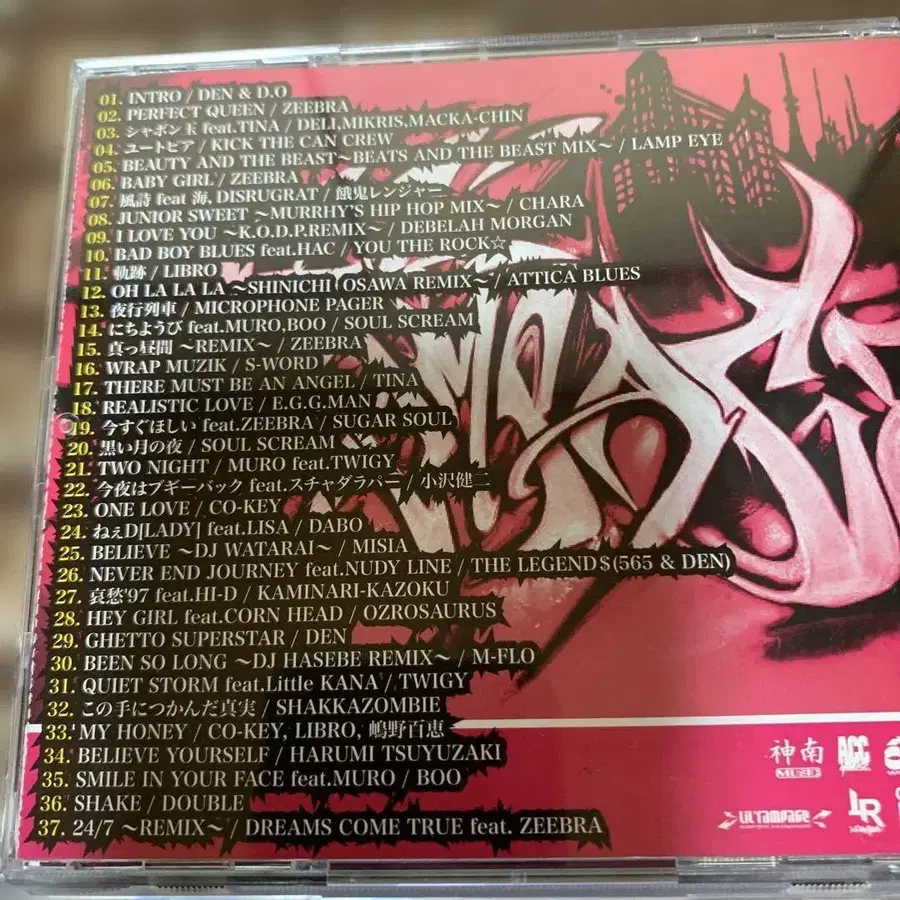 01. INTRO / DEN & D.O
02. PERFECT QUEEN / ZEEBRA
03. シャボン玉 feat.TINA / DELI,MIKRIS,MACKA-CHIN
04. ユートピア / KICK THE CAN CREW
05. BEAUTY AND THE BEAST～BEATS AND THE BEAST MIX～ / LAMP EYE
06. BABY GIRL / ZEEBRA
07. 風詩 feat 海, DISRUGRAT / 餓鬼レンジャー
08. JUNIOR SWEET ～MURRHY'S HIP HOP MIX～ / CHARA
09. I LOVE YOU ～K.O.D.P.REMIX～ / DEBELAH MORGAN
10. BAD BOY BLUES feat.HAC / YOU THE ROCK☆
11. 軌跡 / LIBRO
12. OH LA LA LA ～SHINICHI OSAWA REMIX～ / ATTICA BLUES
13. 夜行列車 / MICROPHONE PAGER
14. にちようび feat.MURO,BOO / SOUL SCREAM
15. 真っ昼間 ～REMIX～ / ZEEBRA
16. WRAP MUZIK / S-WORD
17. THERE MUST BE AN ANGEL / TINA
18. REALISTIC LOVE / E.G.G.MAN
19. 今すぐほしい feat.ZEEBRA / SUGAR SOUL
20. 黒い月の夜 / SOUL SCREAM
21. TWO NIGHT / MURO feat.TWIGY
22. 今夜はブギーバック feat.スチャダラパー / 小沢健二
23. ONE LOVE / CO-KEY
24. ねぇD[LADY] feat.LISA / DABO
25. BELIEVE ～DJ WATARAI～ / MISIA
26. NEVER END JOURNEY feat.NUDY LINE / THE LEGEND$(565 & DEN)
27. 哀愁'97 feat.HI-D / KAMINARI-KAZOKU
28. HEY GIRL feat.CORN HEAD / OZROSAURUS
29. GHETTO SUPERSTAR / DEN
30. BEEN SO LONG ～DJ HASEBE REMIX～ / M-FLO
31. QUIET STORM feat.Little KANA / TWIGY
32. この手につかんだ真実 / SHAKKAZOMBIE
33. MY HONEY / CO-KEY, LIBRO, 嶋野百恵
34. BELIEVE YOURSELF / HARUMI TSUYUZAKI
35. SMILE IN YOUR FACE feat.MURO / BOO
36. SHAKE / DOUBLE
37. 24/7 ～REMIX～ / DREAMS COME TRUE feat. ZEEBRA
神南
ACC
LILYAMPAGE
LR